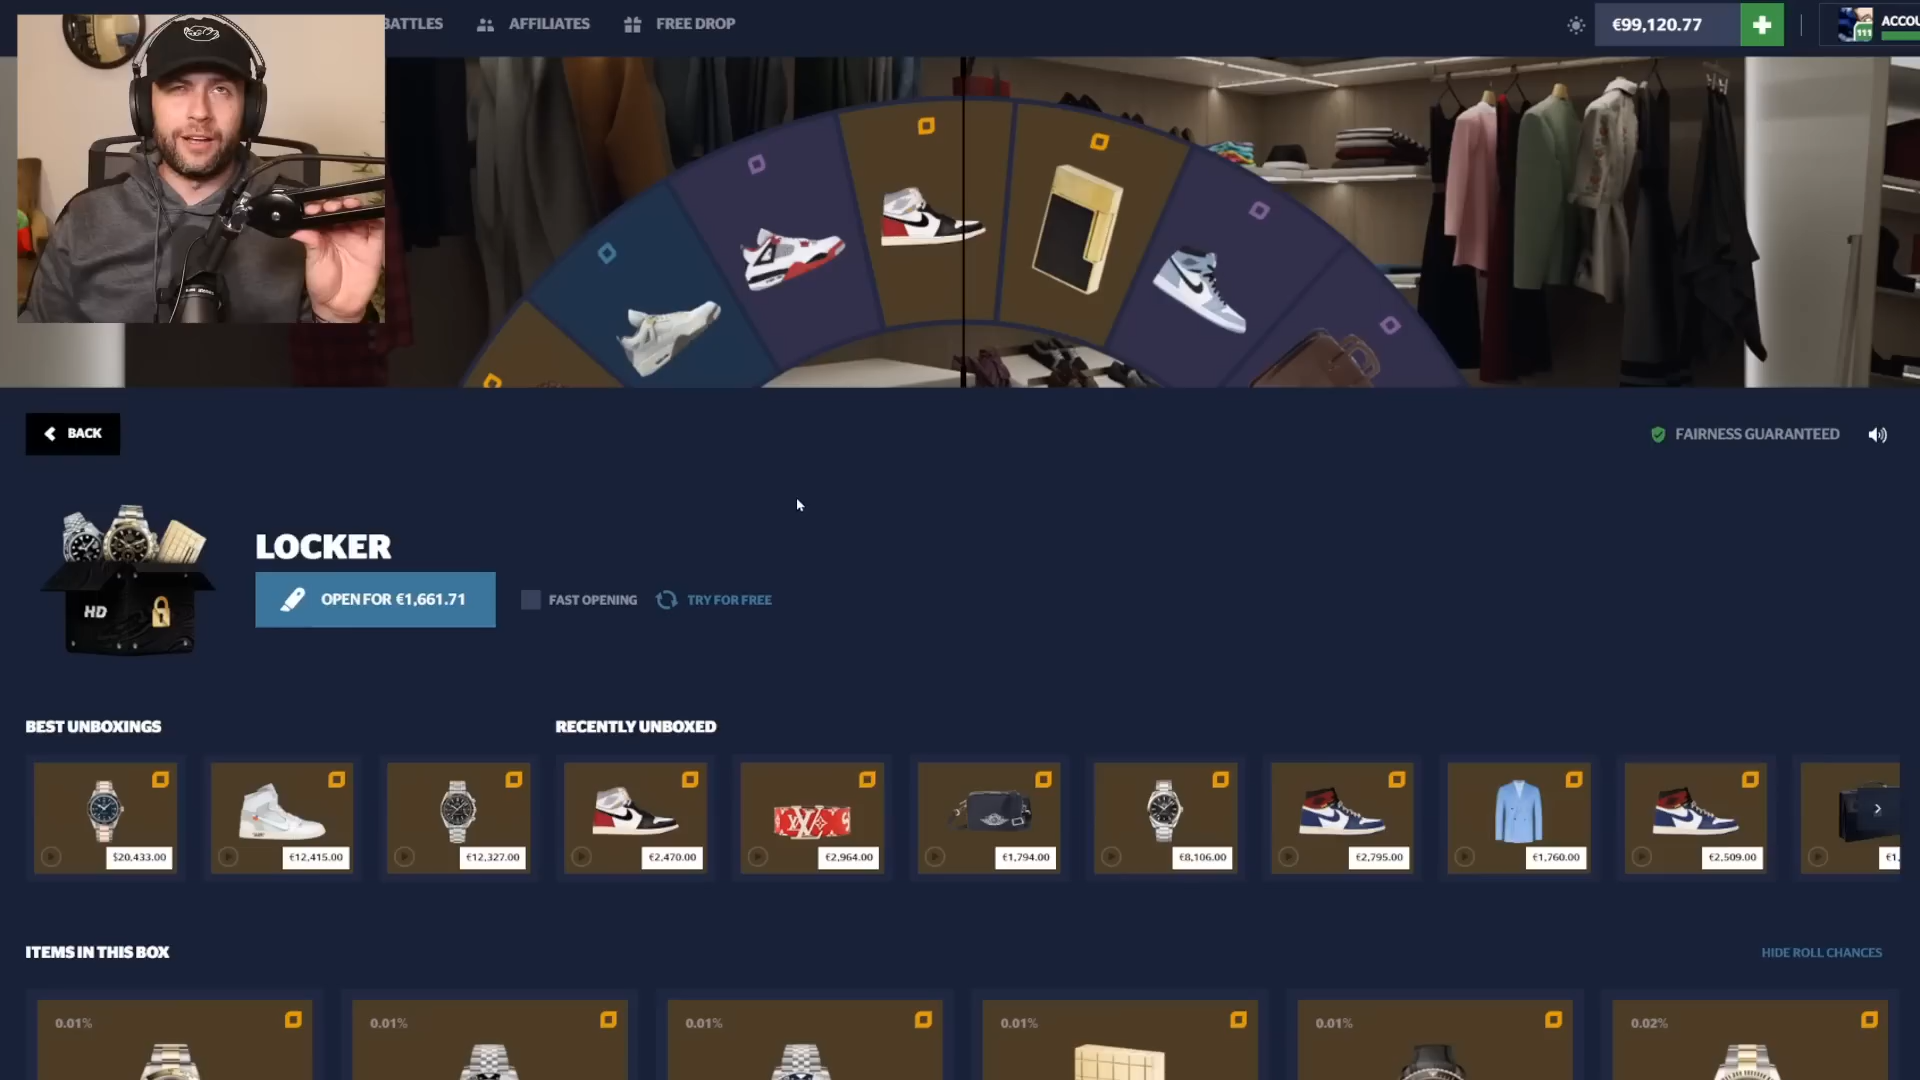 BATTLES
AFFILIATES
FREE DROP
€99,120.77
111
ACCOU
BACK
FAIRNESS GUARANTEED
HD
LOCKER
OPEN FOR €1,661.71
FAST OPENING
TRY FOR FREE
BEST UNBOXINGS
RECENTLY UNBOXED
$20,433.00
€12,415.00
€12,327.00
€2,470.00
€2,964.00
€1,794.00
€8,106.00
€2,795.00
€1,760.00
€2,509.00
€1,
ITEMS IN THIS BOX
HIDE ROLL CHANCES
0.01%
0.01%
0.01%
0.01%
0.01%
0.02%